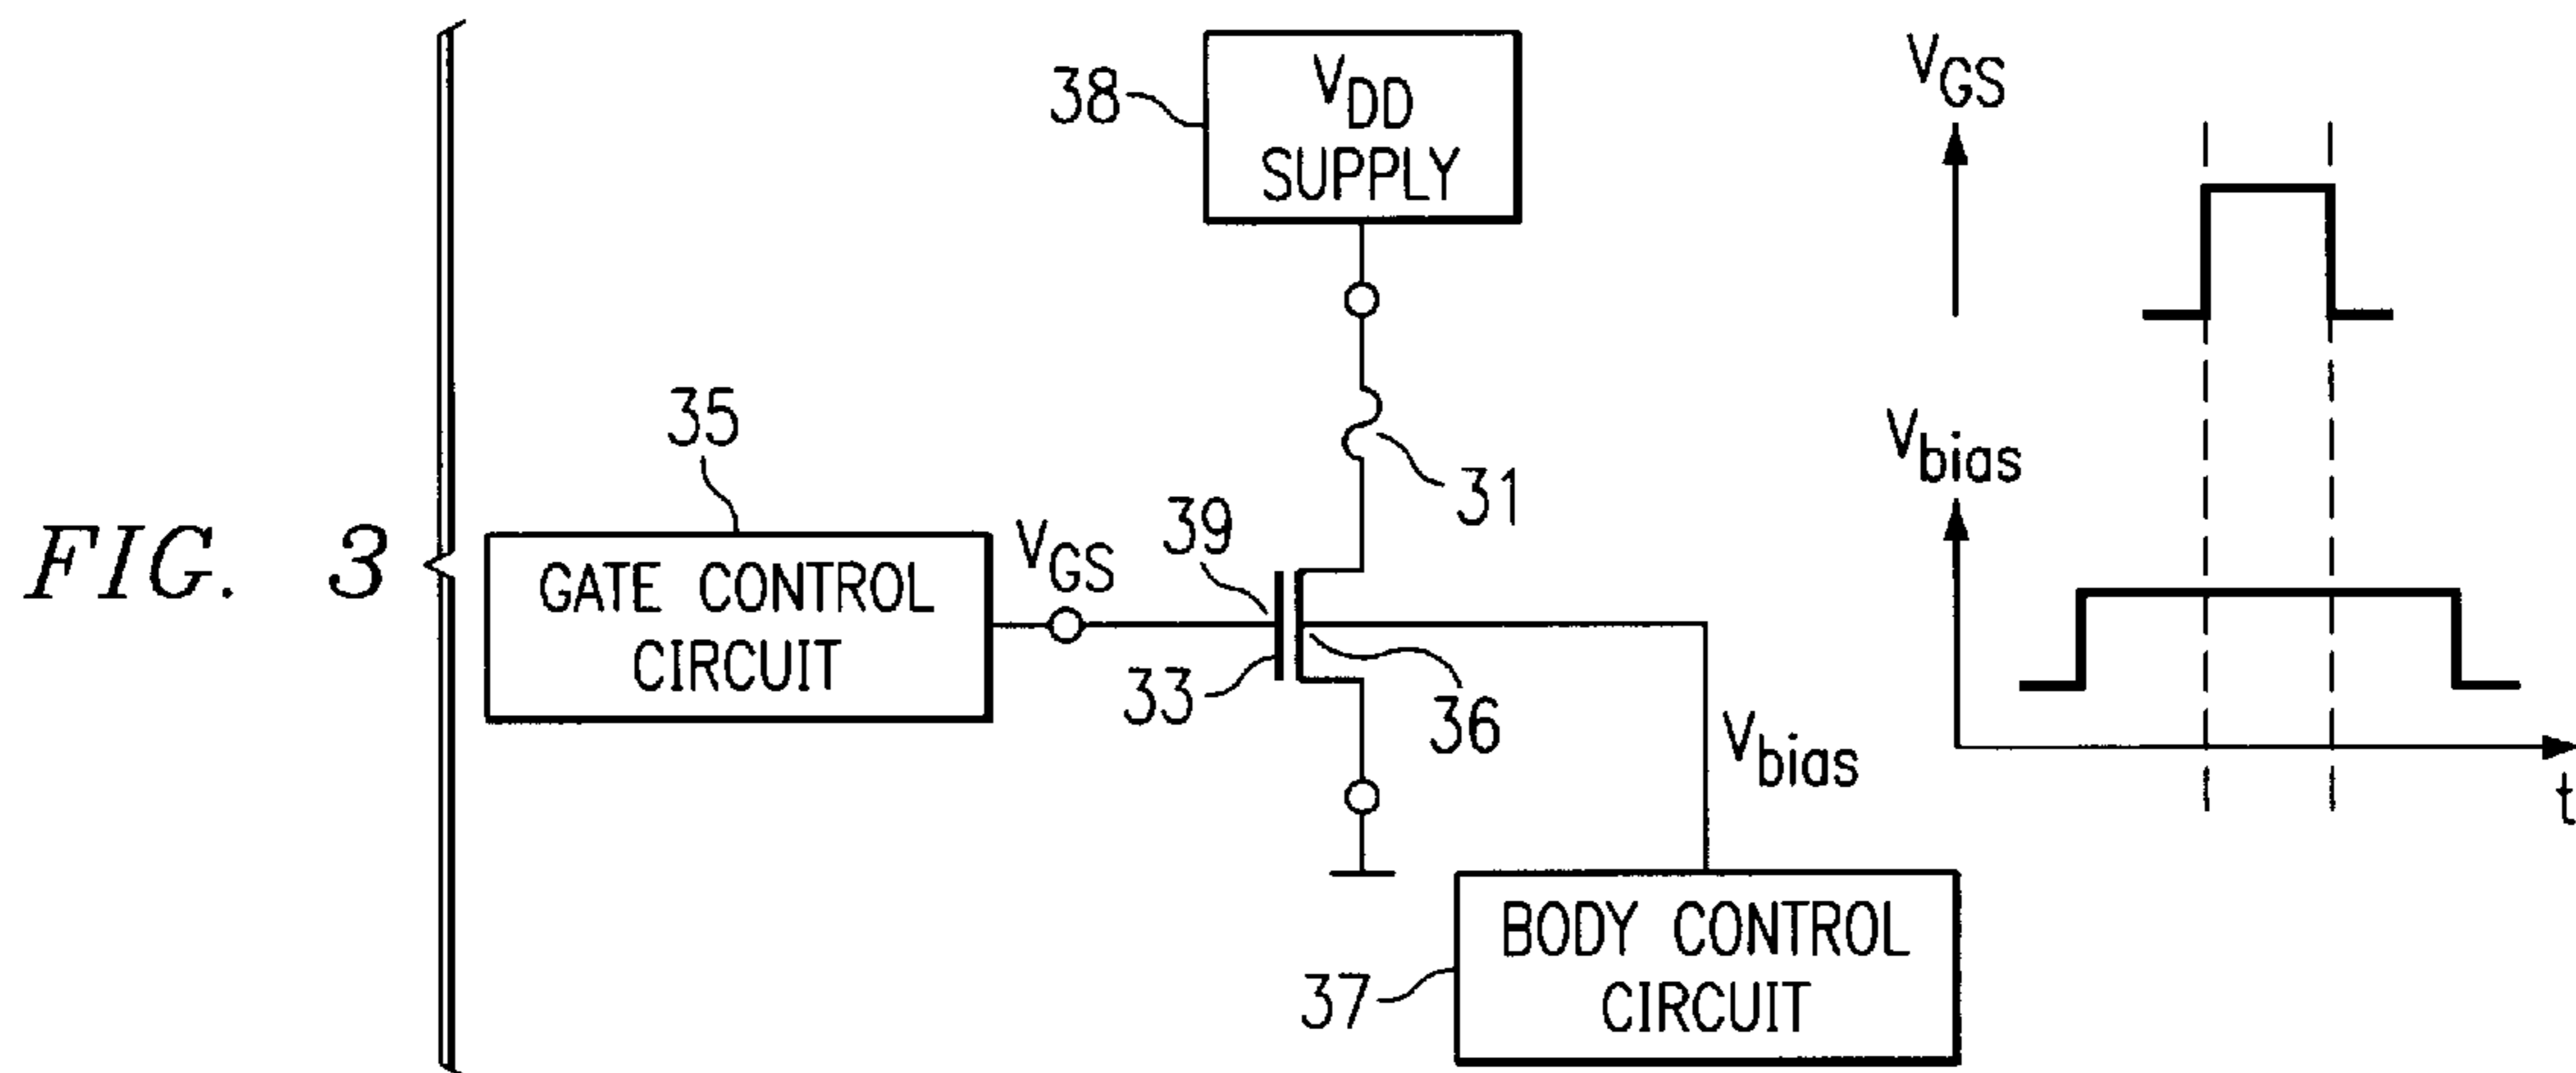 FIG. 3
38
V_DD
SUPPLY
31
35
GATE CONTROL
CIRCUIT
V_GS
39
33
36
V_bias
37
BODY CONTROL
CIRCUIT
V_GS
V_bias
t